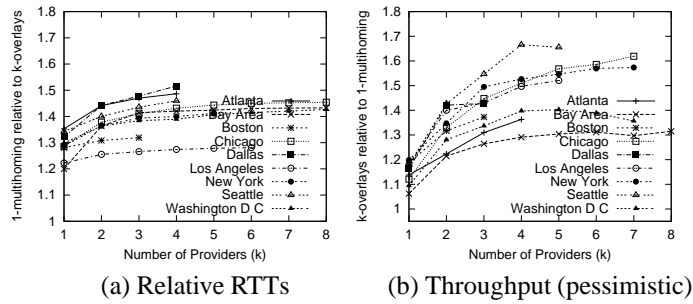 1-multihoming relative to k-overlays
1.8
1.7
1.6
1.5
1.4
1.3
1.2
1.1
1
1 2 3 4 5 6 7 8
Number of Providers (k)
Atlanta
Bay Area
Boston
Chicago
Dallas
Los Angeles
New York
Seattle
Washington D C
(a) Relative RTTs
k-overlays relative to 1-multihoming
1.8
1.7
1.6
1.5
1.4
1.3
1.2
1.1
1
1 2 3 4 5 6 7 8
Number of Providers (k)
Atlanta
Bay Area
Boston
Chicago
Dallas
Los Angeles
New York
Seattle
Washington D C
(b) Throughput (pessimistic)